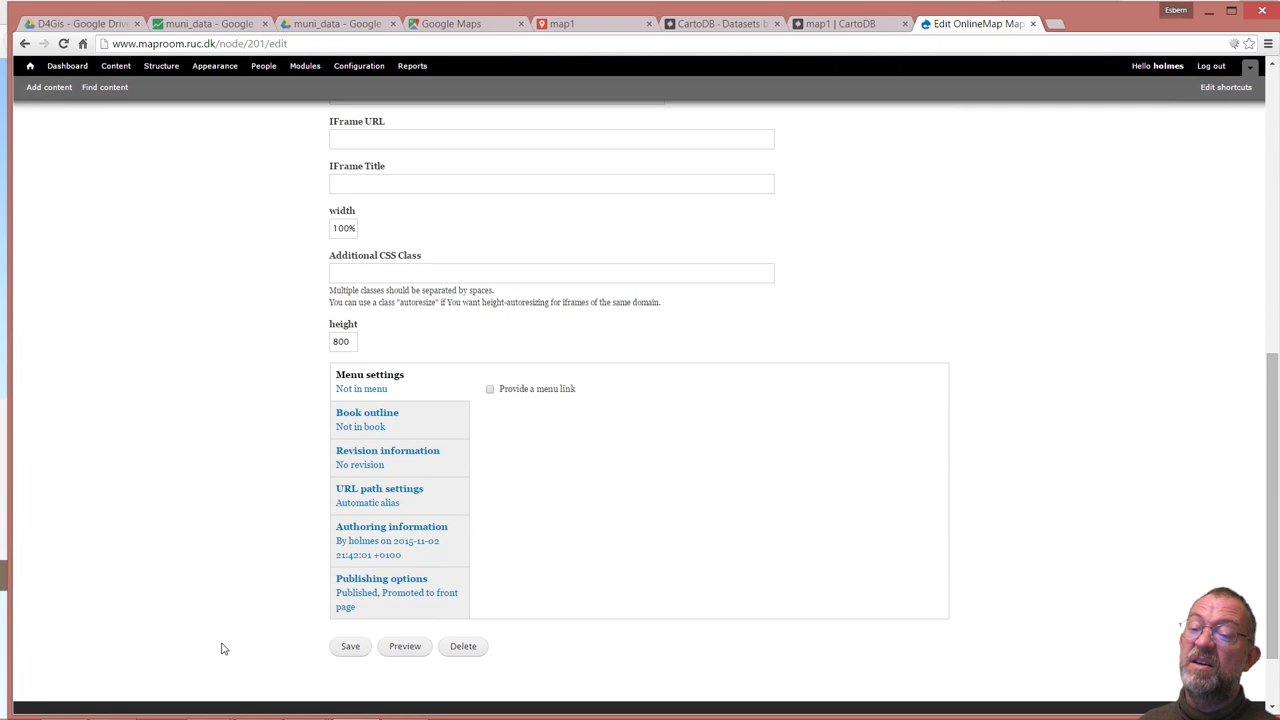 Esbern
D4Gis - Google Driv
muni_data - Google
muni_data - Google
Google Maps
map1
CartoDB · Datasets b
map1 | CartoDB
Edit OnlineMap Map
www.maproom.ruc.dk/node/201/edit
Dashboard Content Structure Appearance People Modules Configuration Reports
Hello holmes Log out
Add content Find content
Edit shortcuts
IFrame URL
IFrame Title
width
100%
Additional CSS Class
Multiple classes should be separated by spaces.
You can use a class "autoresize" if You want height-autoresizing for iframes of the same domain.
height
800
Menu settings
Not in menu
Provide a menu link
Book outline
Not in book
Revision information
No revision
URL path settings
Automatic alias
Authoring information
By holmes on 2015-11-02
21:42:01 +0100
Publishing options
Published, Promoted to front
page
Save Preview Delete